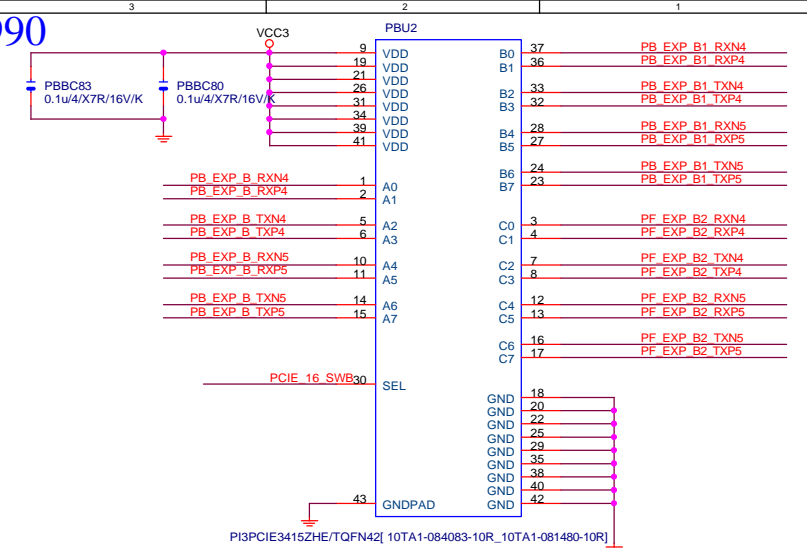 3 2 1
990
VCC3 PBU2
PBBC83 PBBC80
0.1u/4/X7R/16V/K 0.1u/4/X7R/16V/K
9 VDD B0 37 PB_EXP_B1_RXN4
19 VDD B1 36 PB_EXP_B1_RXP4
21 VDD
26 VDD B2 33 PB_EXP_B1_TXN4
31 VDD B3 32 PB_EXP_B1_TXP4
34 VDD
39 VDD B4 28 PB_EXP_B1_RXN5
41 VDD B5 27 PB_EXP_B1_RXP5
B6 24 PB_EXP_B1_TXN5
B7 23 PB_EXP_B1_TXP5
PB_EXP_B_RXN4 1 A0
PB_EXP_B_RXP4 2 A1
PB_EXP_B_TXN4 5 A2 C0 3 PF_EXP_B2_RXN4
PB_EXP_B_TXP4 6 A3 C1 4 PF_EXP_B2_RXP4
PB_EXP_B_RXN5 10 A4 C2 7 PF_EXP_B2_TXN4
PB_EXP_B_RXP5 11 A5 C3 8 PF_EXP_B2_TXP4
PB_EXP_B_TXN5 14 A6 C4 12 PF_EXP_B2_RXN5
PB_EXP_B_TXP5 15 A7 C5 13 PF_EXP_B2_RXP5
C6 16 PF_EXP_B2_TXN5
C7 17 PF_EXP_B2_TXP5
PCIE_16_SWB 30 SEL
GND 18
GND 20
GND 22
GND 25
GND 29
GND 35
GND 38
GND 40
43 GNDPAD GND 42
PI3PCIE3415ZHE/TQFN42[ 10TA1-084083-10R_10TA1-081480-10R]